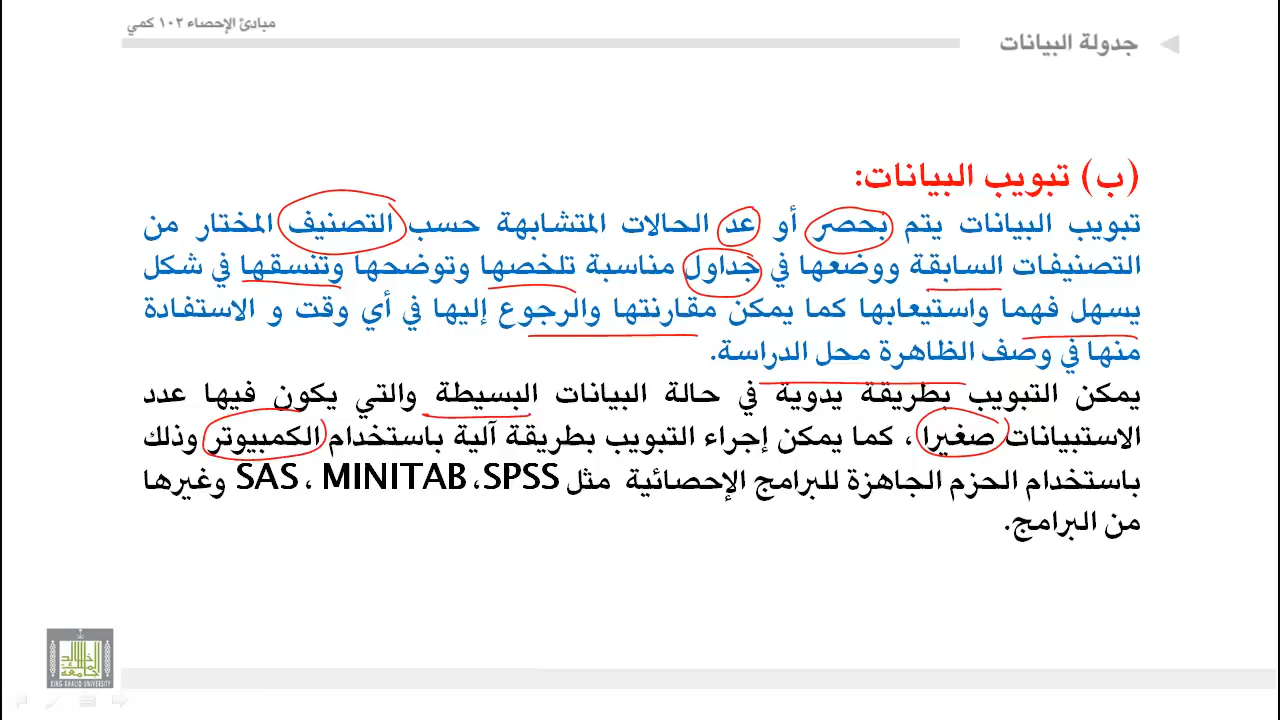 مبادئ الإحصاء ١٠٢ كمي
جدولة البيانات
(ب) تبويب البيانات:
تبويب البيانات يتم بحصر أو عد الحالات المتشابهة حسب التصنيف المختار من
التصنيفات السابقة ووضعها في جداول مناسبة تلخصها وتوضحها وتنسقها في شكل
يسهل فهما واستيعابها كما يمكن مقارنتها والرجوع إليها في أي وقت و الاستفادة
منها في وصف الظاهرة محل الدراسة.
يمكن التبويب بطريقة يدوية في حالة البيانات البسيطة والتي يكون فيها عدد
الاستبيانات صغيرا ، كما يمكن إجراء التبويب بطريقة آلية باستخدام الكمبيوتر وذلك
باستخدام الحزم الجاهزة للبرامج الإحصائية مثل SAS ، MINITAB ،SPSS وغيرها
من البرامج.
KING KHALID UNIVERSITY